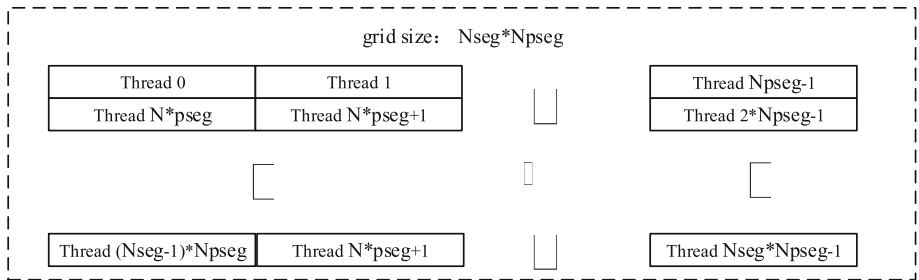 grid size: Nseg*Npseg
Thread 0 Thread 1 Thread Npseg-1
Thread N*pseg Thread N*pseg+1 Thread 2*Npseg-1
Thread (Nseg-1)*Npseg Thread N*pseg+1 Thread Nseg*Npseg-1